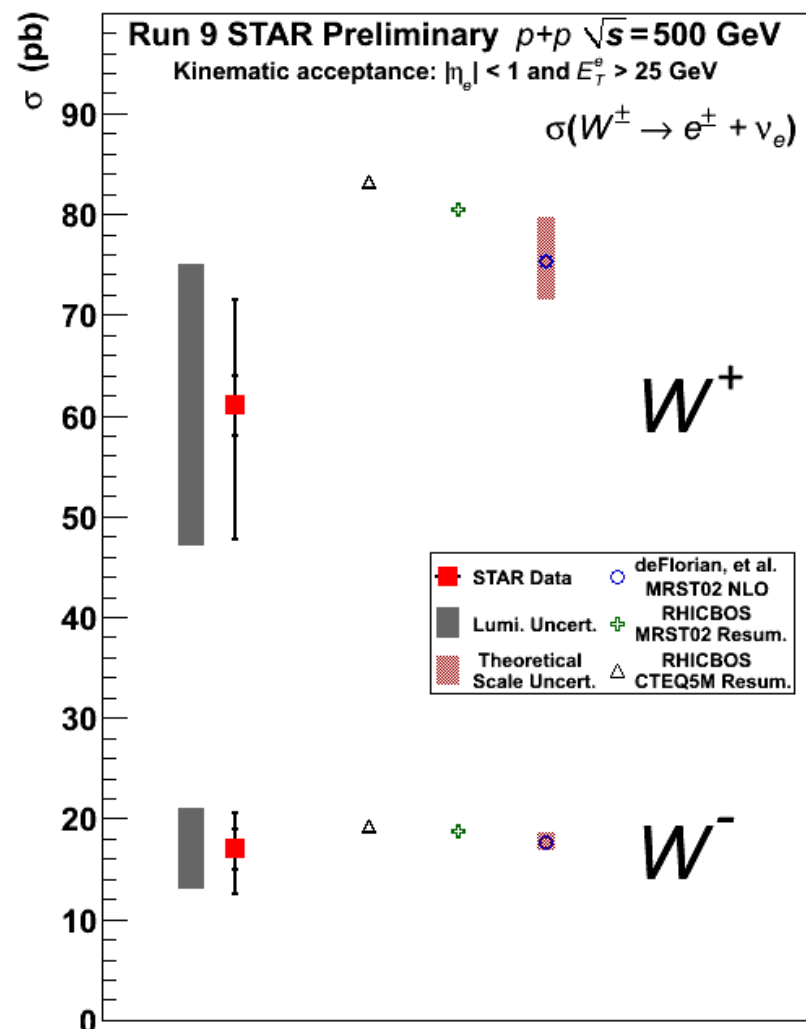 Run 9 STAR Preliminary p+p √s = 500 GeV
Kinematic acceptance: |ηₑ| < 1 and E_T^e > 25 GeV
σ (pb)
σ(W^± → e^± + νₑ)
90
80
70
60
50
40
30
20
10
0
W⁺
STAR Data
deFlorian, et al.
MRST02 NLO
Lumi. Uncert.
RHICBOS
MRST02 Resum.
Theoretical
Scale Uncert.
RHICBOS
CTEQ5M Resum.
W⁻